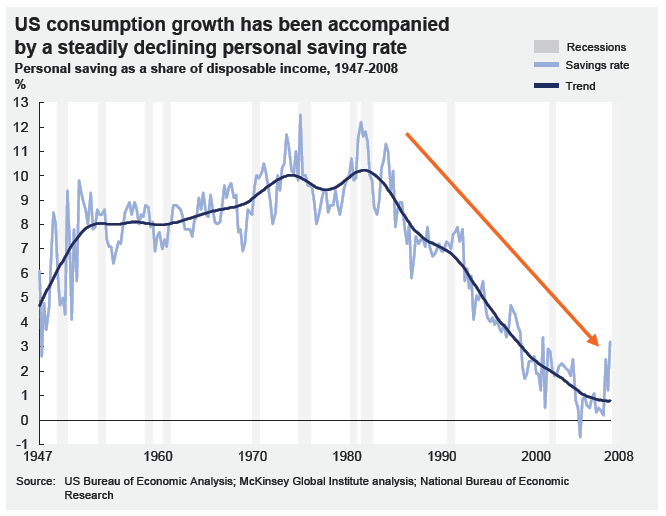 US consumption growth has been accompanied
by a steadily declining personal saving rate
Personal saving as a share of disposable income, 1947-2008
%
Recessions
Savings rate
Trend
13
12
11
10
9
8
7
6
5
4
3
2
1
0
-1
1947
1960
1970
1980
1990
2000
2008
Source: US Bureau of Economic Analysis; McKinsey Global Institute analysis; National Bureau of Economic
Research